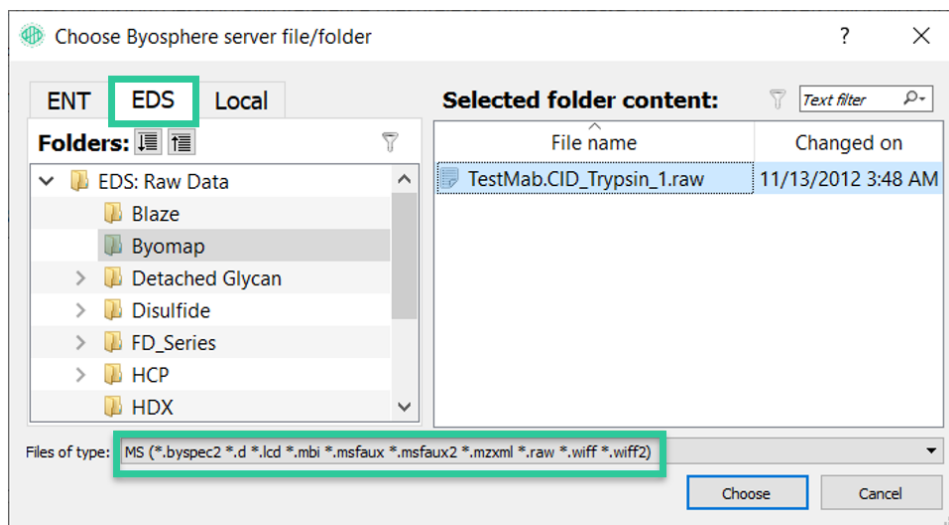 Choose Byosphere server file/folder
ENT EDS Local
Folders:
EDS: Raw Data
Blaze
Byomap
Detached Glycan
Disulfide
FD_Series
HCP
HDX
Selected folder content:
Text filter
File name Changed on
TestMab.CID_Trypsin_1.raw 11/13/2012 3:48 AM
Files of type: MS (*.byspec2 *.d *.lcd *.mbi *.msfaux *.msfaux2 *.mzxml *.raw *.wiff *.wiff2)
Choose Cancel